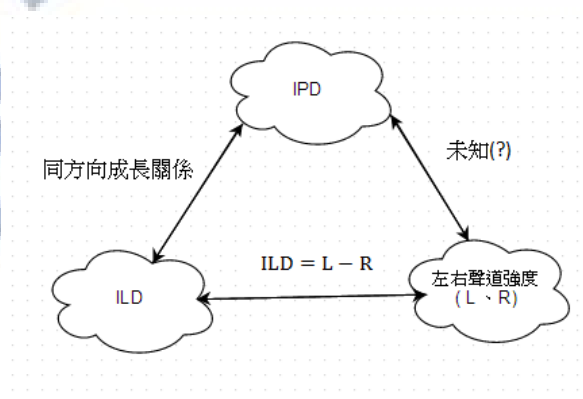 IPD
未知(?)
同方向成長關係
ILD = L − R
左右聲道強度
( L 、R)
ILD